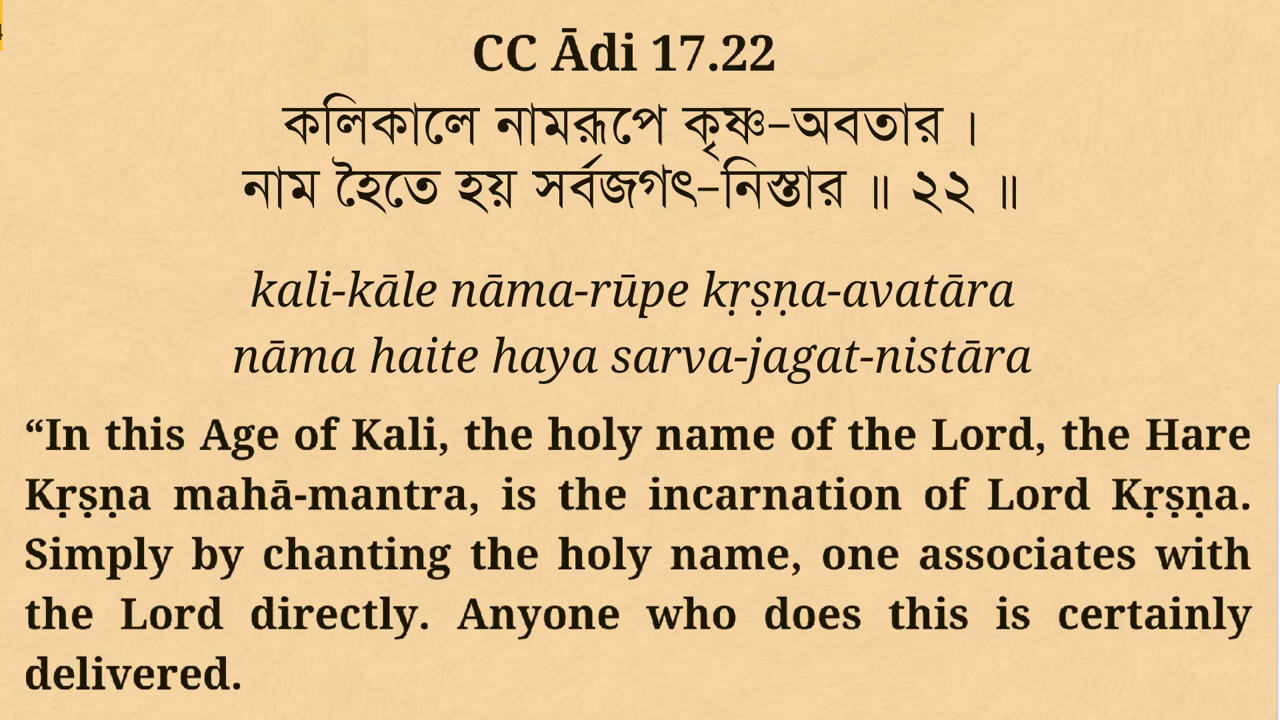 CC Ādi 17.22
কলিকালে নামরূপে কৃষ্ণ-অবতার ।
নাম হৈতে হয় সর্বজগৎ-নিস্তার ॥ ২২ ॥
kali-kāle nāma-rūpe kṛṣṇa-avatāra
nāma haite haya sarva-jagat-nistāra
“In this Age of Kali, the holy name of the Lord, the Hare
Kṛṣṇa mahā-mantra, is the incarnation of Lord Kṛṣṇa.
Simply by chanting the holy name, one associates with
the Lord directly. Anyone who does this is certainly
delivered.